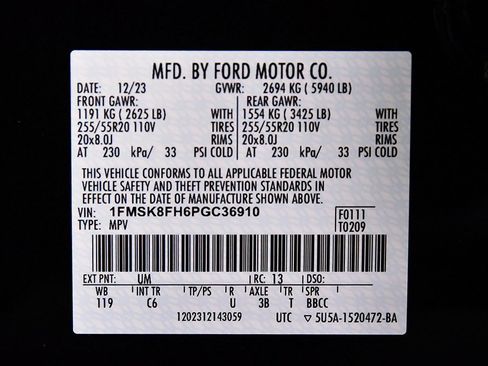 MFD. BY FORD MOTOR CO.
DATE: 12/23 GVWR: 2694 KG ( 5940 LB)
FRONT GAWR: REAR GAWR:
1191 KG ( 2625 LB) WITH 1554 KG ( 3425 LB) WITH
255/55R20 110V TIRES 255/55R20 110V TIRES
20x8.0J RIMS 20x8.0J RIMS
AT 230 kPa/ 33 PSI COLD AT 230 kPa/ 33 PSI COLD
THIS VEHICLE CONFORMS TO ALL APPLICABLE FEDERAL MOTOR
VEHICLE SAFETY AND THEFT PREVENTION STANDARDS IN
EFFECT ON THE DATE OF MANUFACTURE SHOWN ABOVE.
VIN: 1FMSK8FH6PGC36910 F0111
TYPE: MPV T0209
EXT PNT: UM RC: 13 DSO:
WB INT TR TP/PS R AXLE TR SPR
119 C6 U 3B T BBCC
1202312143059 UTC ▽ 5U5A-1520472-BA